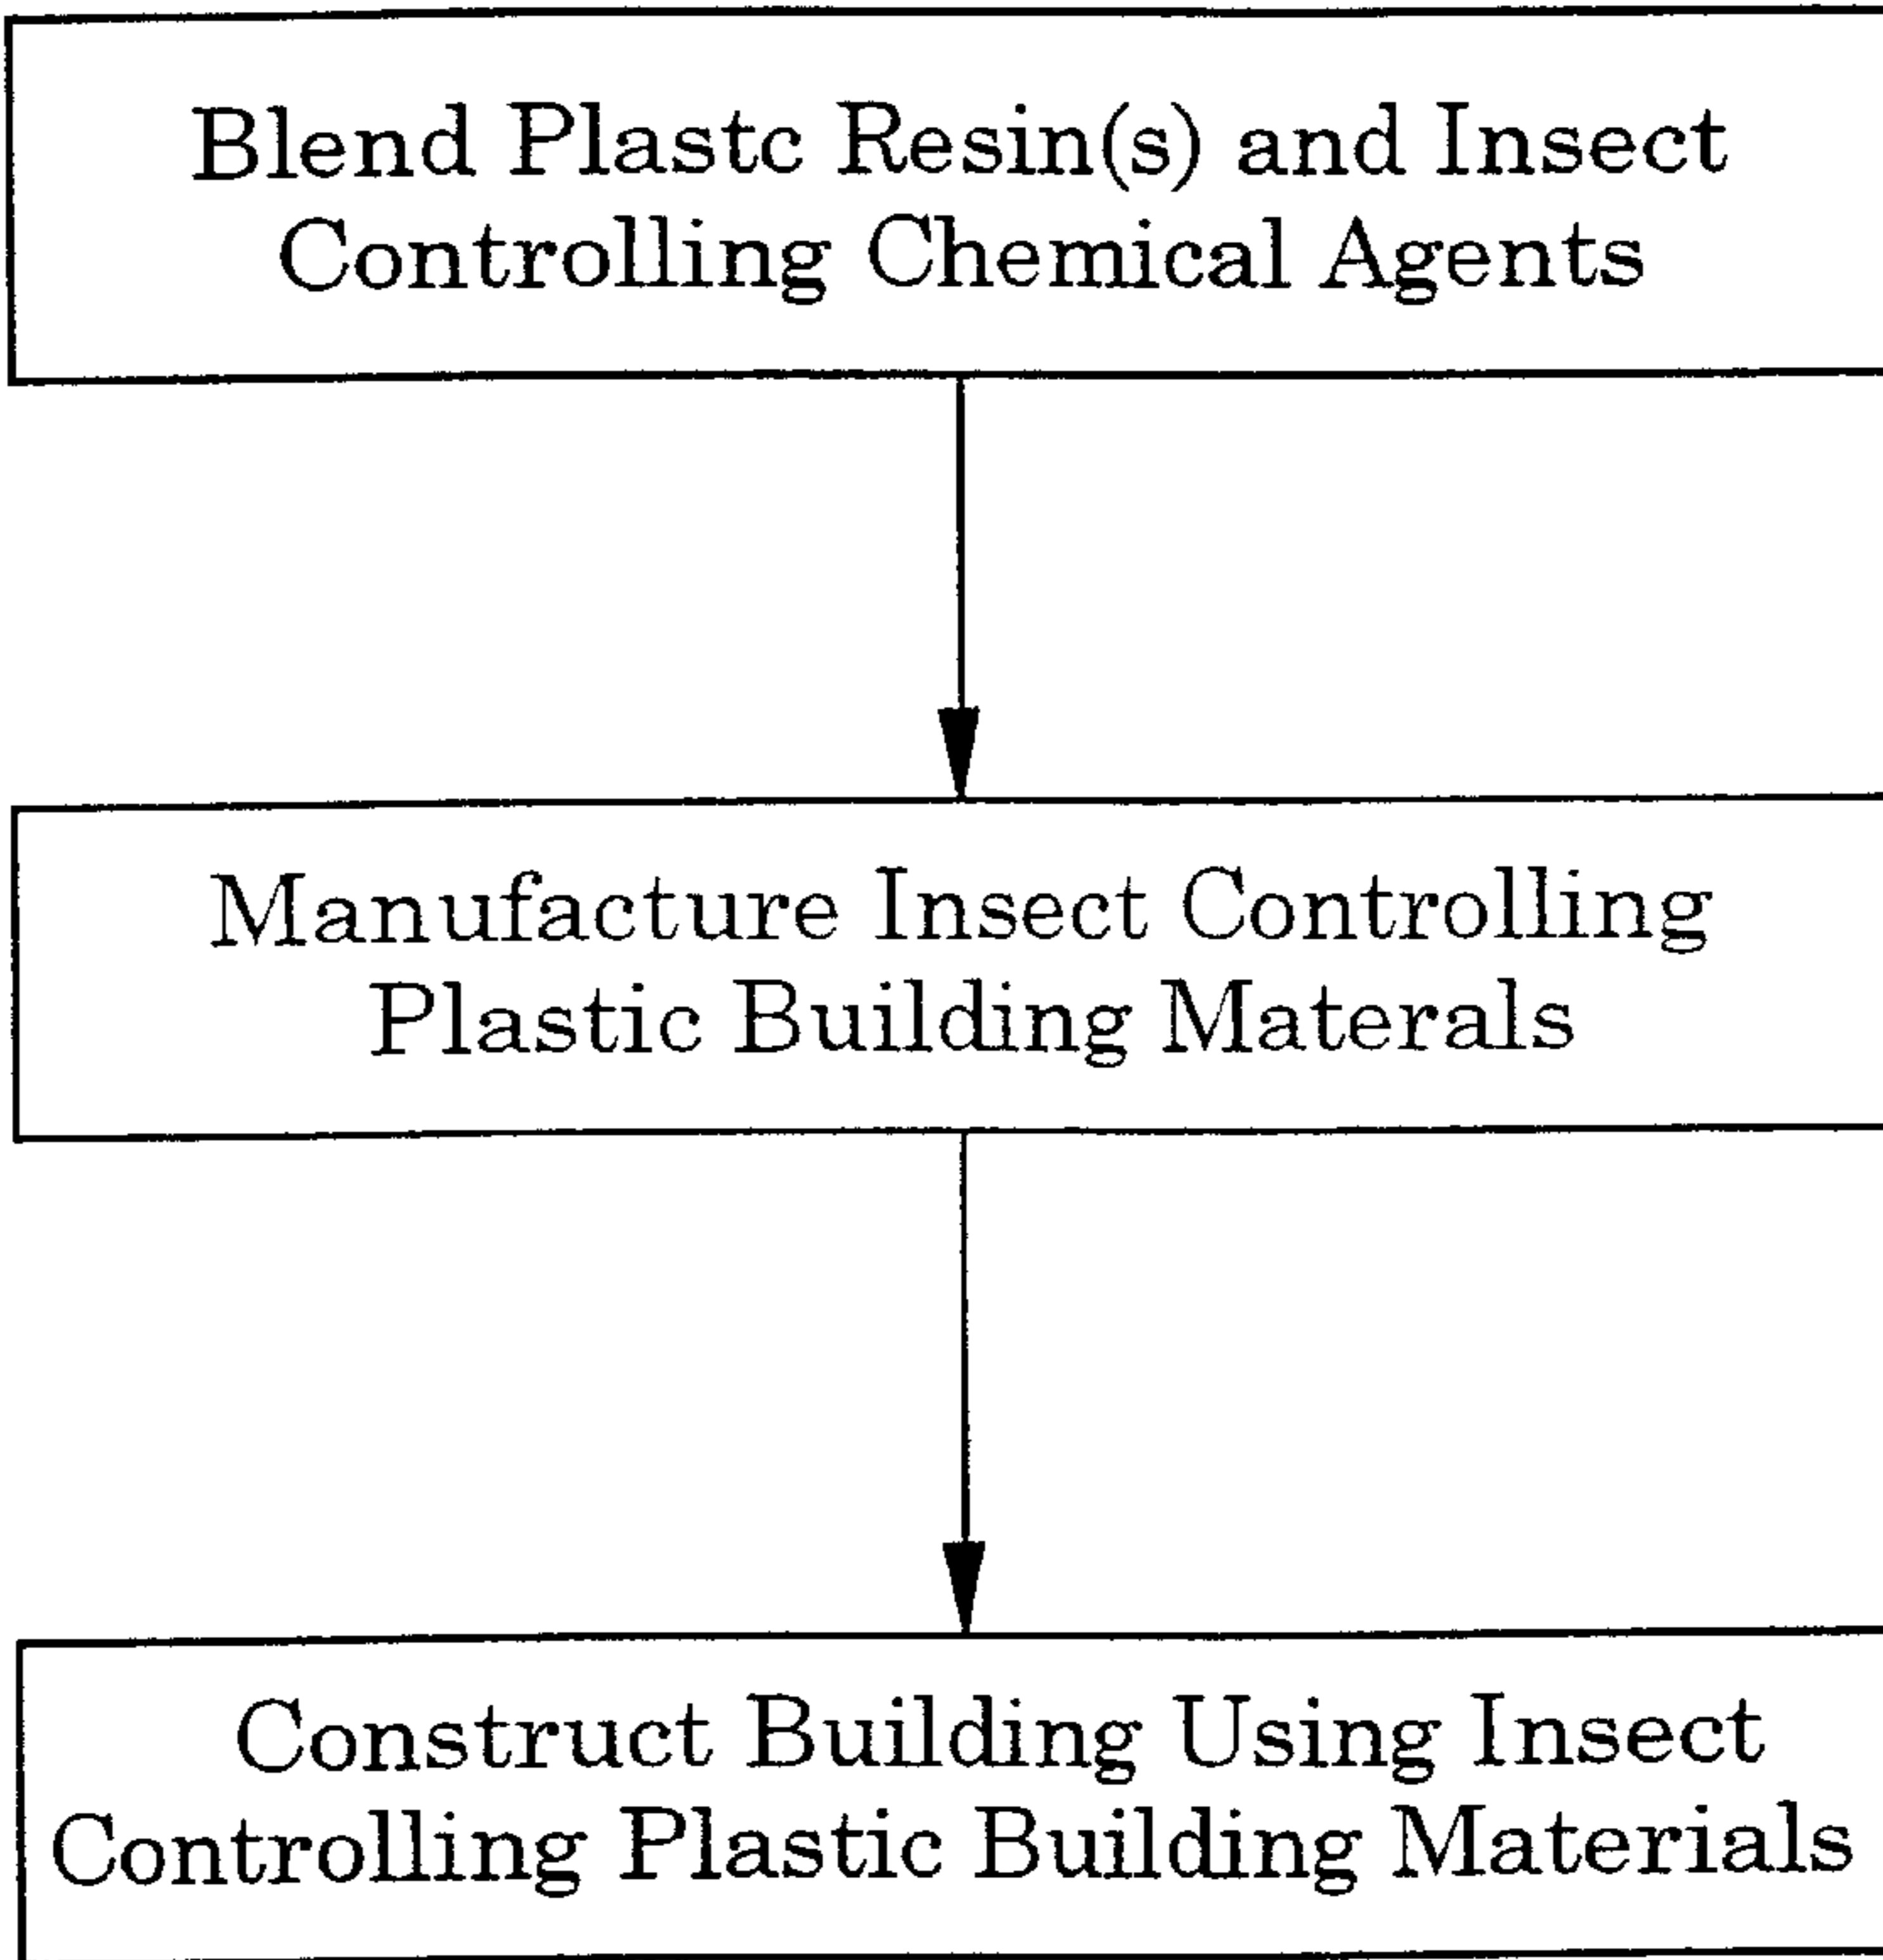 Blend Plastc Resin(s) and Insect
Controlling Chemical Agents
Manufacture Insect Controlling
Plastic Building Materals
Construct Building Using Insect
Controlling Plastic Building Materials